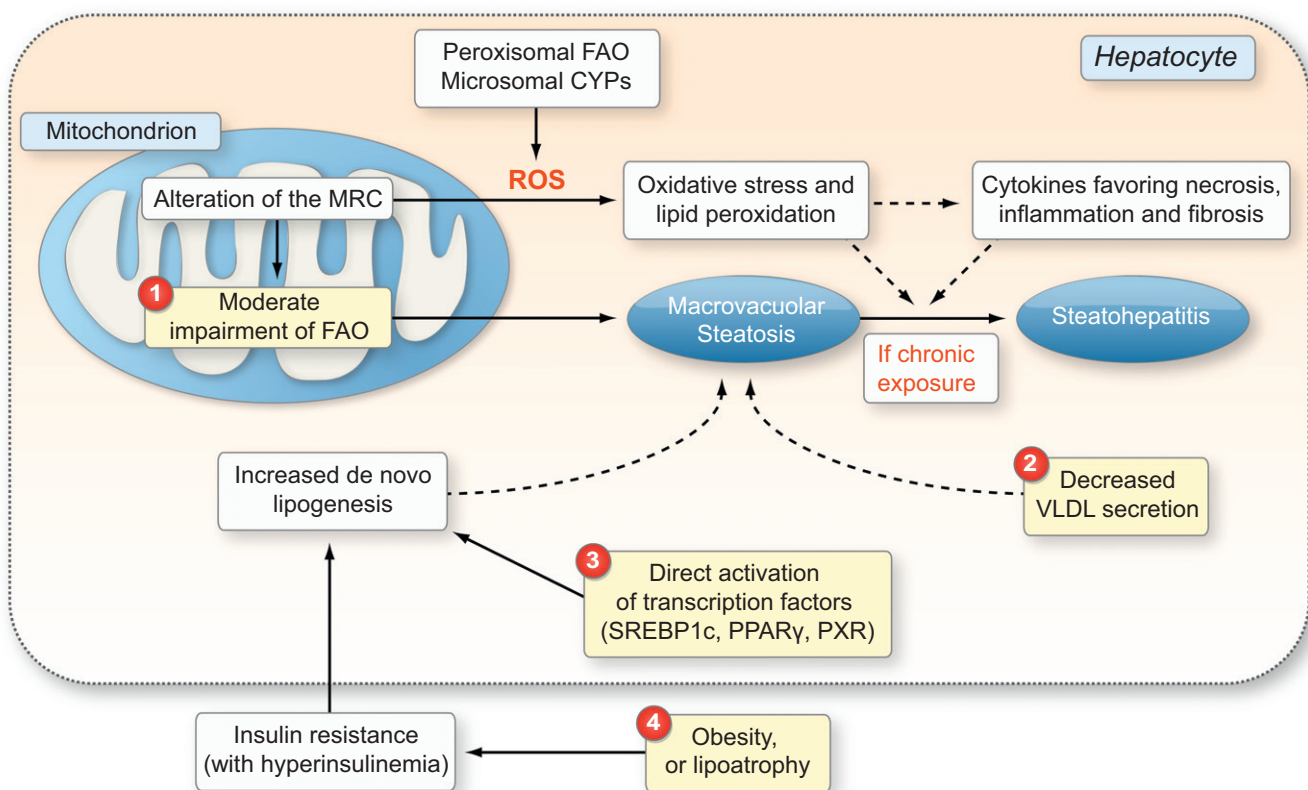 Peroxisomal FAO
Microsomal CYPs
Hepatocyte
Mitochondrion
ROS
Alteration of the MRC
Oxidative stress and
lipid peroxidation
Cytokines favoring necrosis,
inflammation and fibrosis
1
Moderate
impairment of FAO
Macrovacuolar
Steatosis
Steatohepatitis
If chronic
exposure
Increased de novo
lipogenesis
2
Decreased
VLDL secretion
3
Direct activation
of transcription factors
(SREBP1c, PPARγ, PXR)
Insulin resistance
(with hyperinsulinemia)
4
Obesity,
or lipoatrophy